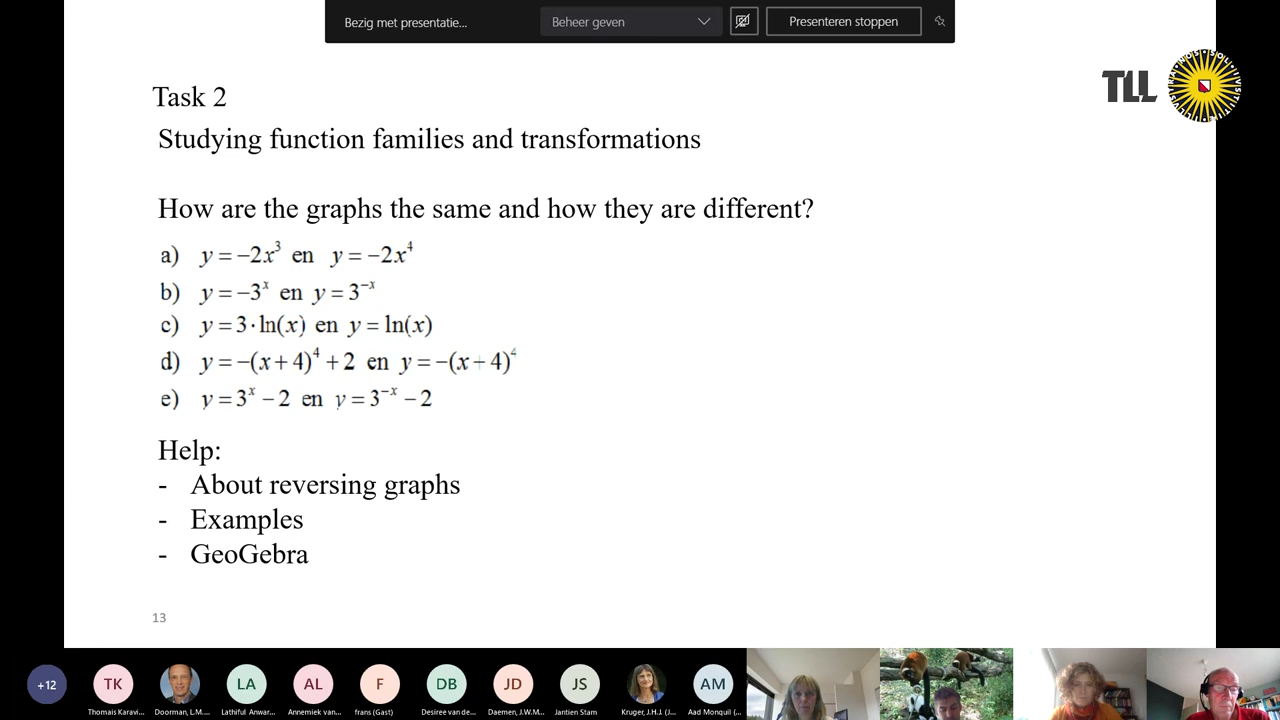 Bezig met presentatie...
Beheer geven
Presenteren stoppen
TLL
Task 2
Studying function families and transformations
How are the graphs the same and how they are different?
a) y = −2x³ en y = −2x⁴
b) y = −3ˣ en y = 3⁻ˣ
c) y = 3·ln(x) en y = ln(x)
d) y = −(x + 4)⁴ + 2 en y = −(x + 4)⁴
e) y = 3ˣ − 2 en y = 3⁻ˣ − 2
Help:
- About reversing graphs
- Examples
- GeoGebra
13
+12 TK LA AL F DB JD JS AM
Thomais Karavi... Doorman, L.M.... Lathiful Anwar... Annemiek van... frans (Gast) Desiree van de... Daemen, J.W.M... Jantien Stam Kruger, J.H.J. (J... Aad Monquil (...